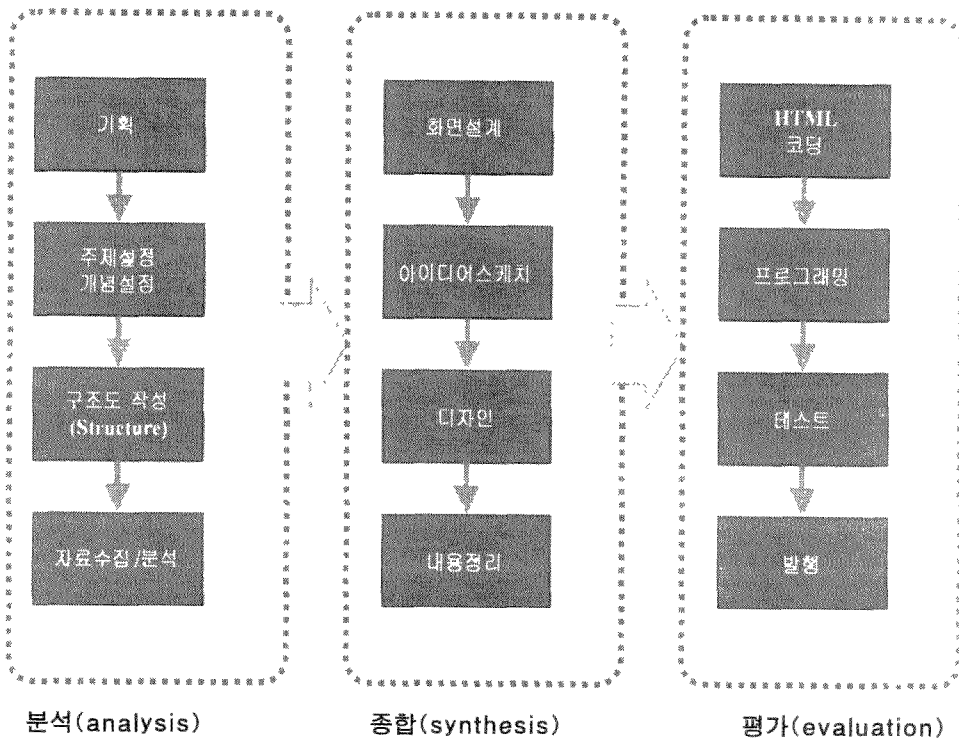 기획
주제설정
개념설정
구조도 작성
(Structure)
자료수집/분석
분석(analysis)
화면설계
아이디어스케치
디자인
내용정리
종합(synthesis)
HTML
코딩
프로그래밍
테스트
발행
평가(evaluation)